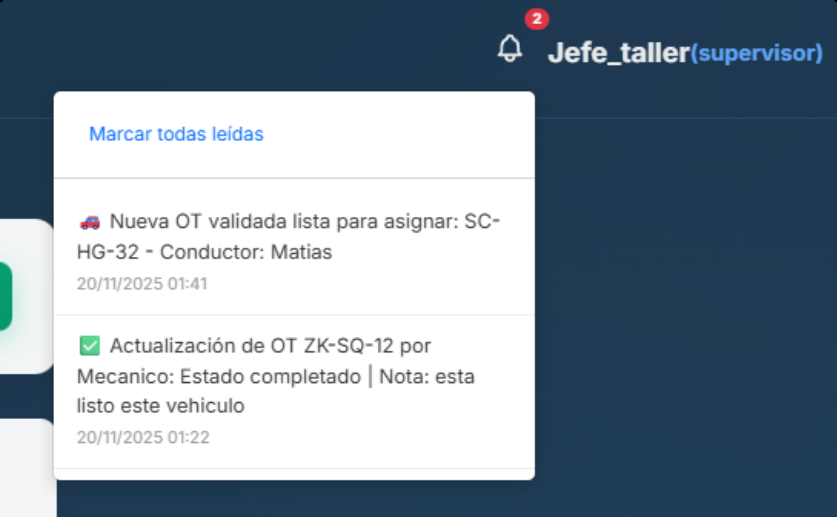 2
Jefe_taller(supervisor)
Marcar todas leídas
🚗 Nueva OT validada lista para asignar: SC-
HG-32 - Conductor: Matias
20/11/2025 01:41
✅ Actualización de OT ZK-SQ-12 por
Mecanico: Estado completado | Nota: esta
listo este vehiculo
20/11/2025 01:22